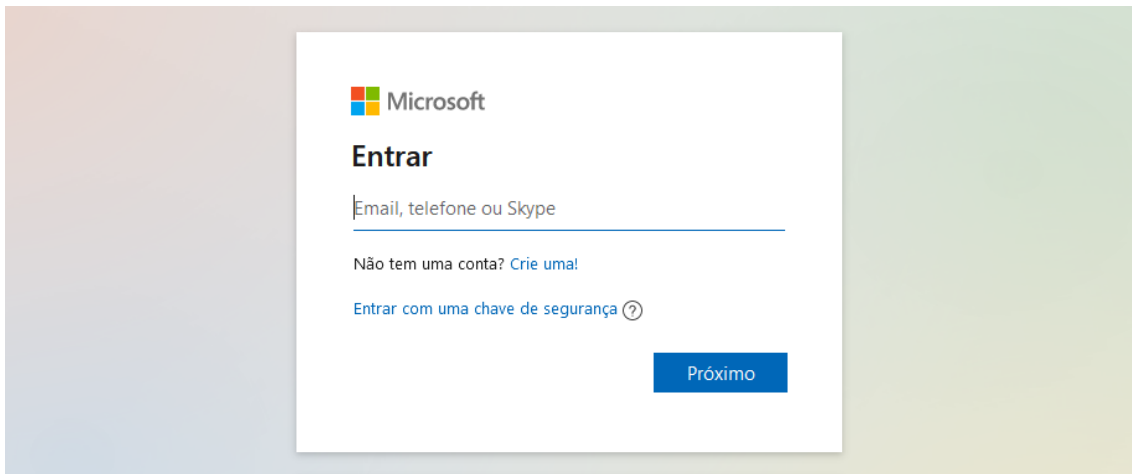 Microsoft
Entrar
Email, telefone ou Skype
Não tem uma conta? Crie uma!
Entrar com uma chave de segurança ?
Próximo